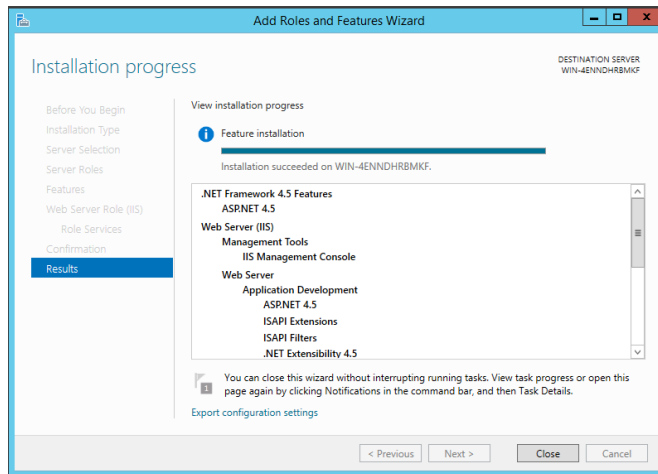 Add Roles and Features Wizard
Installation progress
DESTINATION SERVER
WIN-4ENNDHRBMKF
Before You Begin
Installation Type
Server Selection
Server Roles
Features
Web Server Role (IIS)
Role Services
Confirmation
Results
View installation progress
Feature installation
Installation succeeded on WIN-4ENNDHRBMKF.
.NET Framework 4.5 Features
ASP.NET 4.5
Web Server (IIS)
Management Tools
IIS Management Console
Web Server
Application Development
ASP.NET 4.5
ISAPI Extensions
ISAPI Filters
.NET Extensibility 4.5
1
You can close this wizard without interrupting running tasks. View task progress or open this
page again by clicking Notifications in the command bar, and then Task Details.
Export configuration settings
< Previous
Next >
Close
Cancel